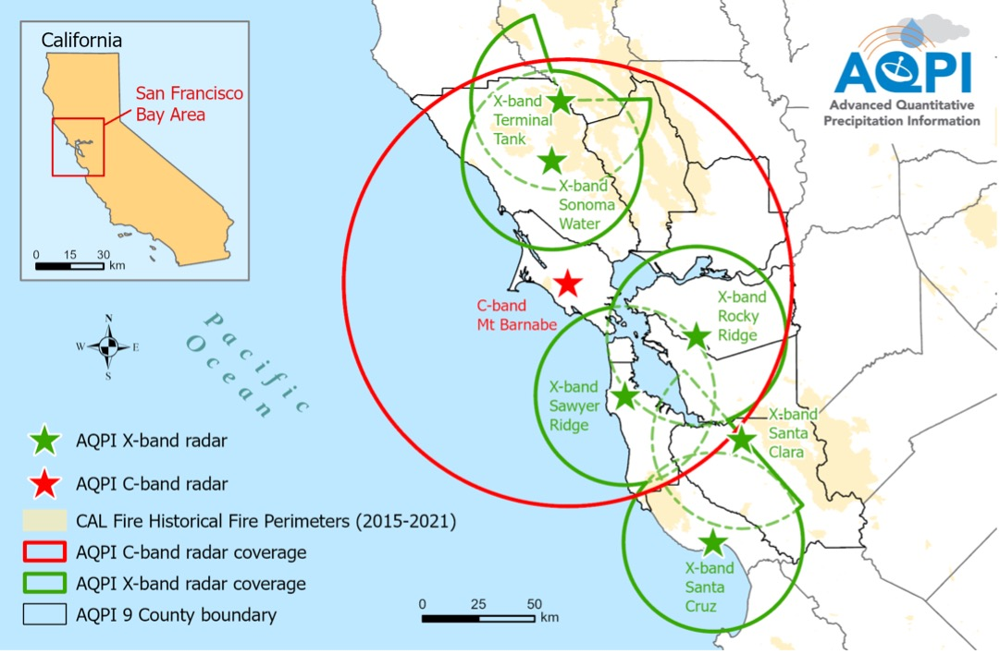 California
San Francisco
Bay Area
0 15 30
km
N
W E
S
Pacific
Ocean
AQPI X-band radar
AQPI C-band radar
CAL Fire Historical Fire Perimeters (2015-2021)
AQPI C-band radar coverage
AQPI X-band radar coverage
AQPI 9 County boundary
0 25 50
km
X-band
Terminal
Tank
X-band
Sonoma
Water
C-band
Mt Barnabe
X-band
Rocky
Ridge
X-band
Sawyer
Ridge
X-band
Santa
Clara
X-band
Santa
Cruz
AQPI
Advanced Quantitative
Precipitation Information